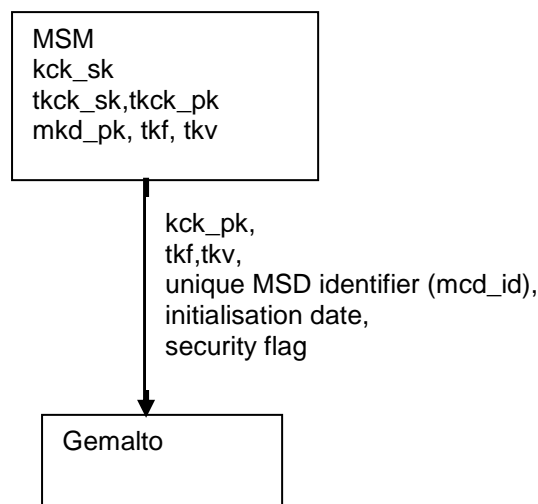 MSM
kck_sk
tkck_sk,tkck_pk
mkd_pk, tkf, tkv
kck_pk,
tkf,tkv,
unique MSD identifier (mcd_id),
initialisation date,
security flag
Gemalto